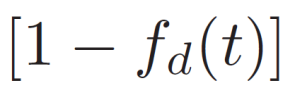 [1 − f_d(t)]